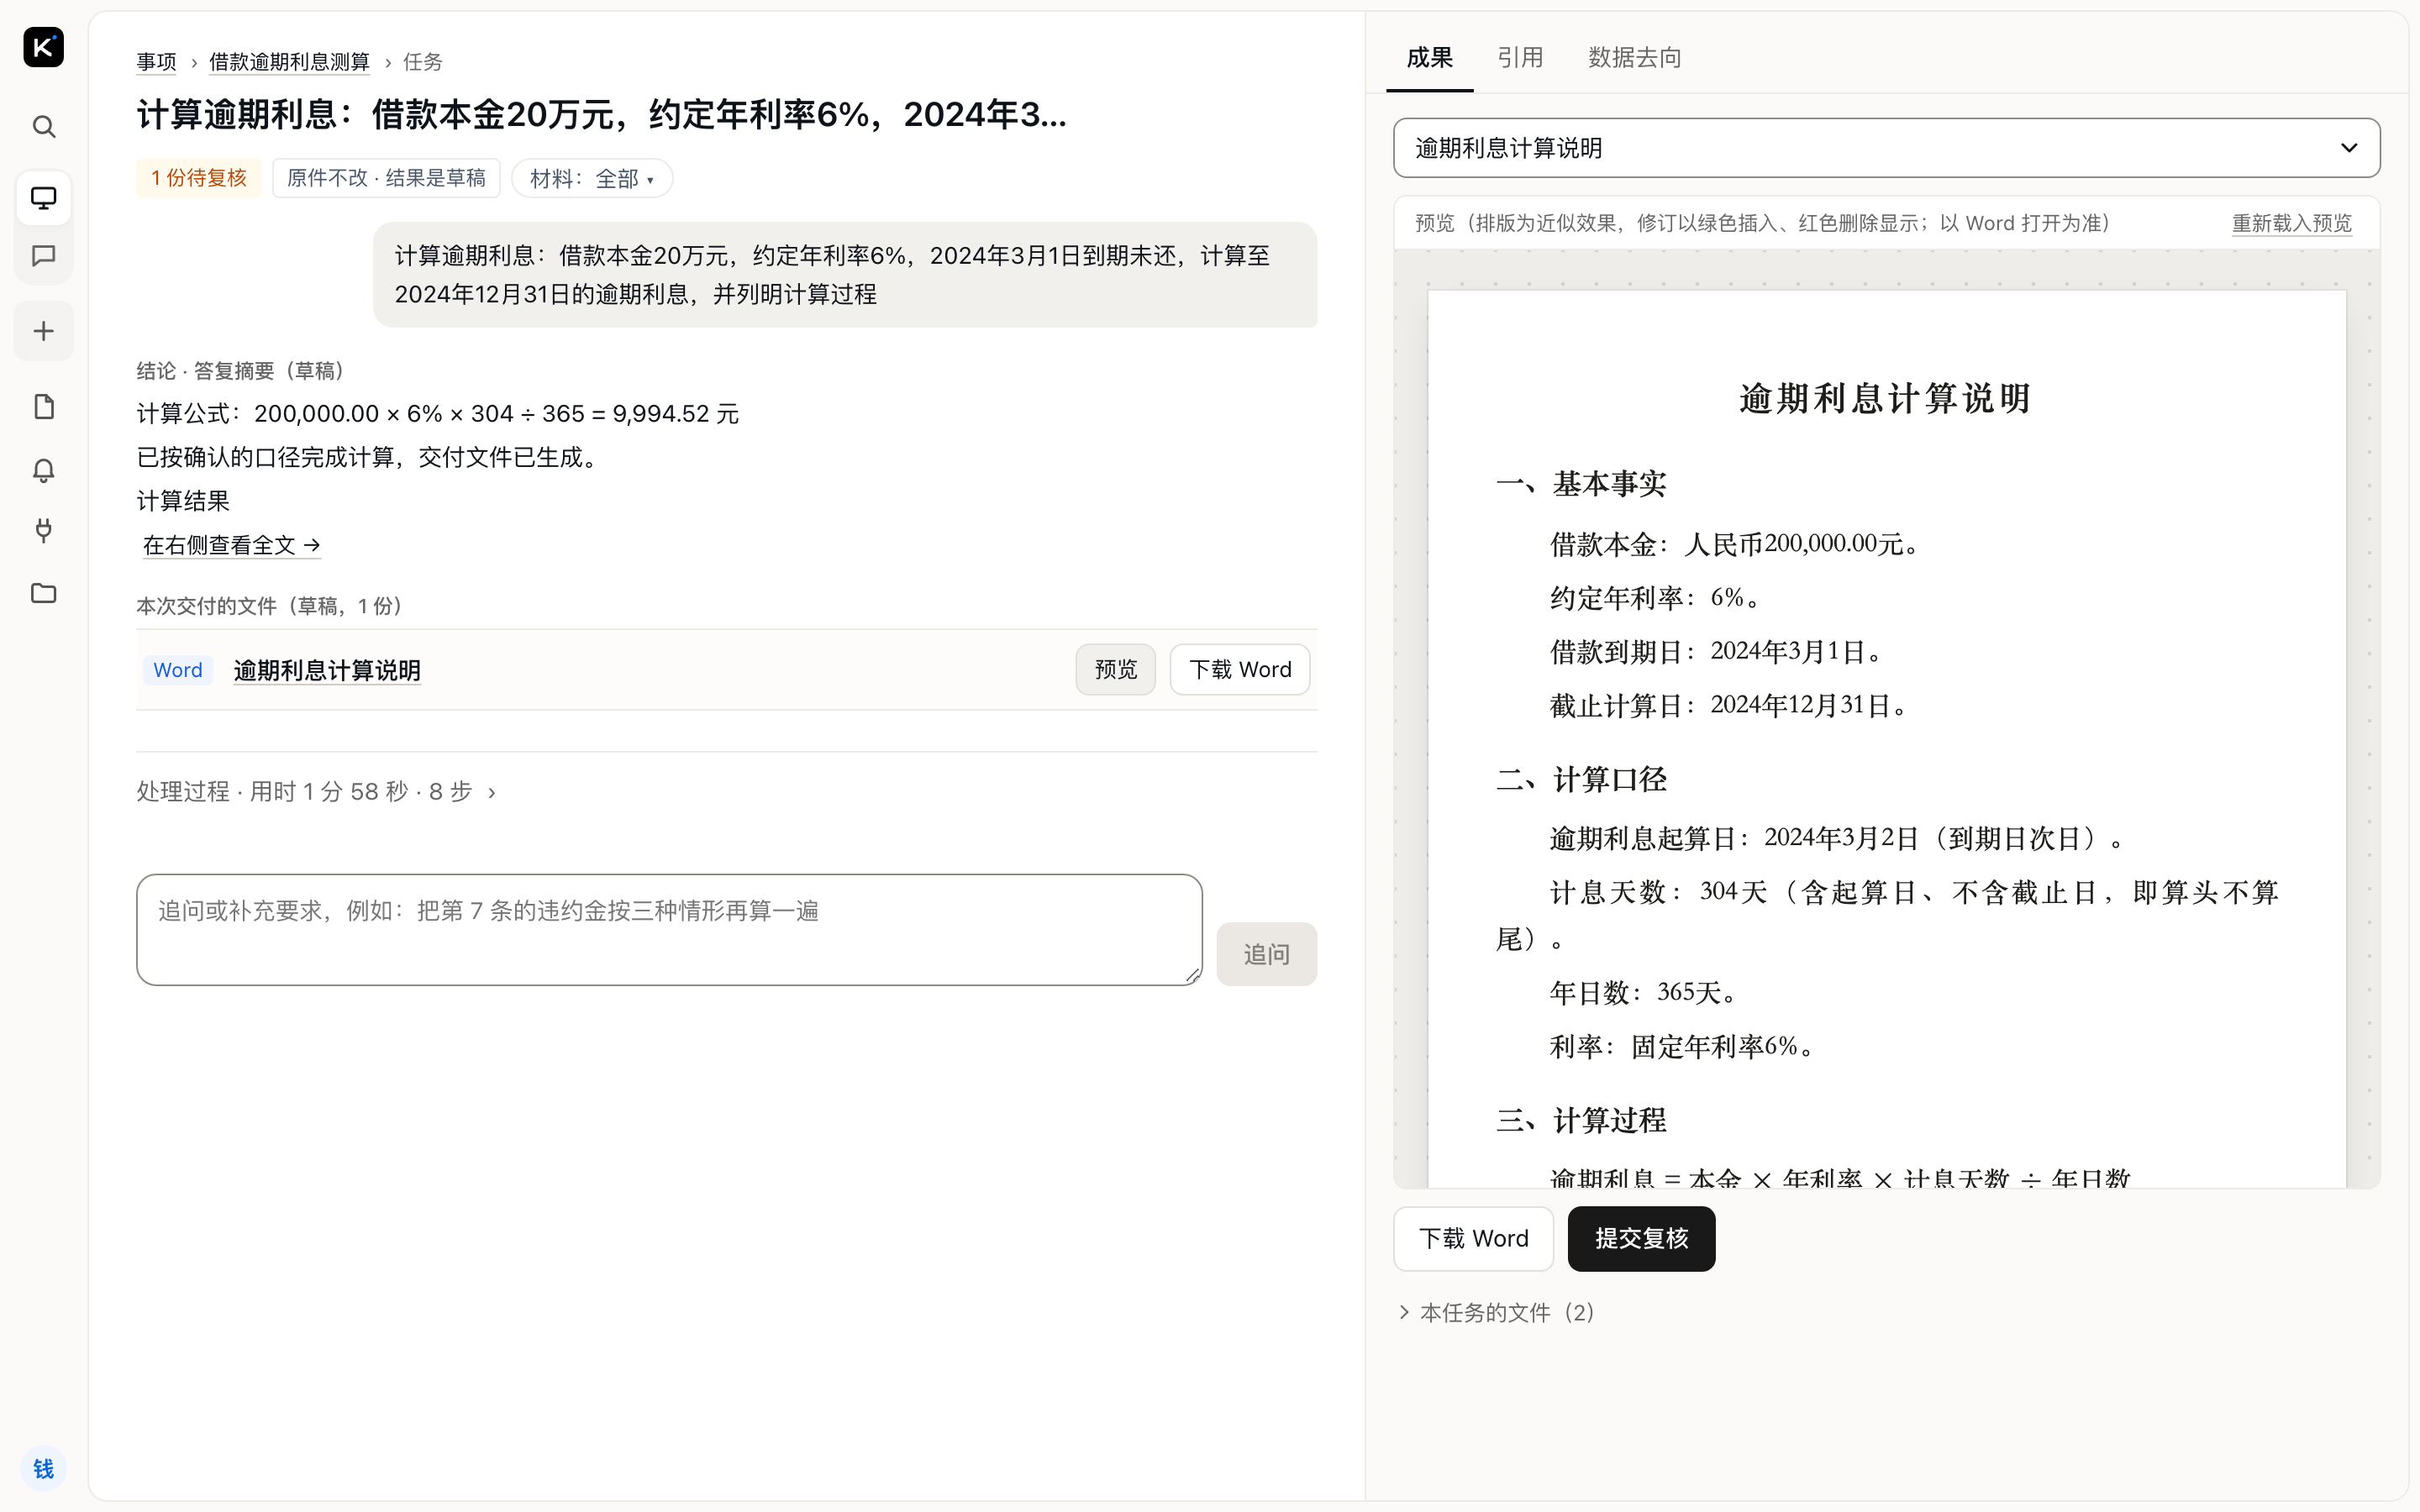 K
事项 › 借款逾期利息测算 › 任务
计算逾期利息：借款本金20万元，约定年利率6%，2024年3...
1 份待复核
原件不改 · 结果是草稿
材料：全部 ▾
计算逾期利息：借款本金20万元，约定年利率6%，2024年3月1日到期未还，计算至
2024年12月31日的逾期利息，并列明计算过程
结论 · 答复摘要（草稿）
计算公式：200,000.00 × 6% × 304 ÷ 365 = 9,994.52 元
已按确认的口径完成计算，交付文件已生成。
计算结果
在右侧查看全文 →
本次交付的文件（草稿，1 份）
Word 逾期利息计算说明 预览 下载 Word
处理过程 · 用时 1 分 58 秒 · 8 步 ›
追问或补充要求，例如：把第 7 条的违约金按三种情形再算一遍
追问
钱
成果 引用 数据去向
逾期利息计算说明
预览（排版为近似效果，修订以绿色插入、红色删除显示；以 Word 打开为准） 重新载入预览
逾期利息计算说明
一、基本事实
借款本金：人民币200,000.00元。
约定年利率：6%。
借款到期日：2024年3月1日。
截止计算日：2024年12月31日。
二、计算口径
逾期利息起算日：2024年3月2日（到期日次日）。
计息天数：304天（含起算日、不含截止日，即算头不算
尾）。
年日数：365天。
利率：固定年利率6%。
三、计算过程
逾期利息 = 本金 × 年利率 × 计息天数 ÷ 年日数
下载 Word 提交复核
本任务的文件（2）